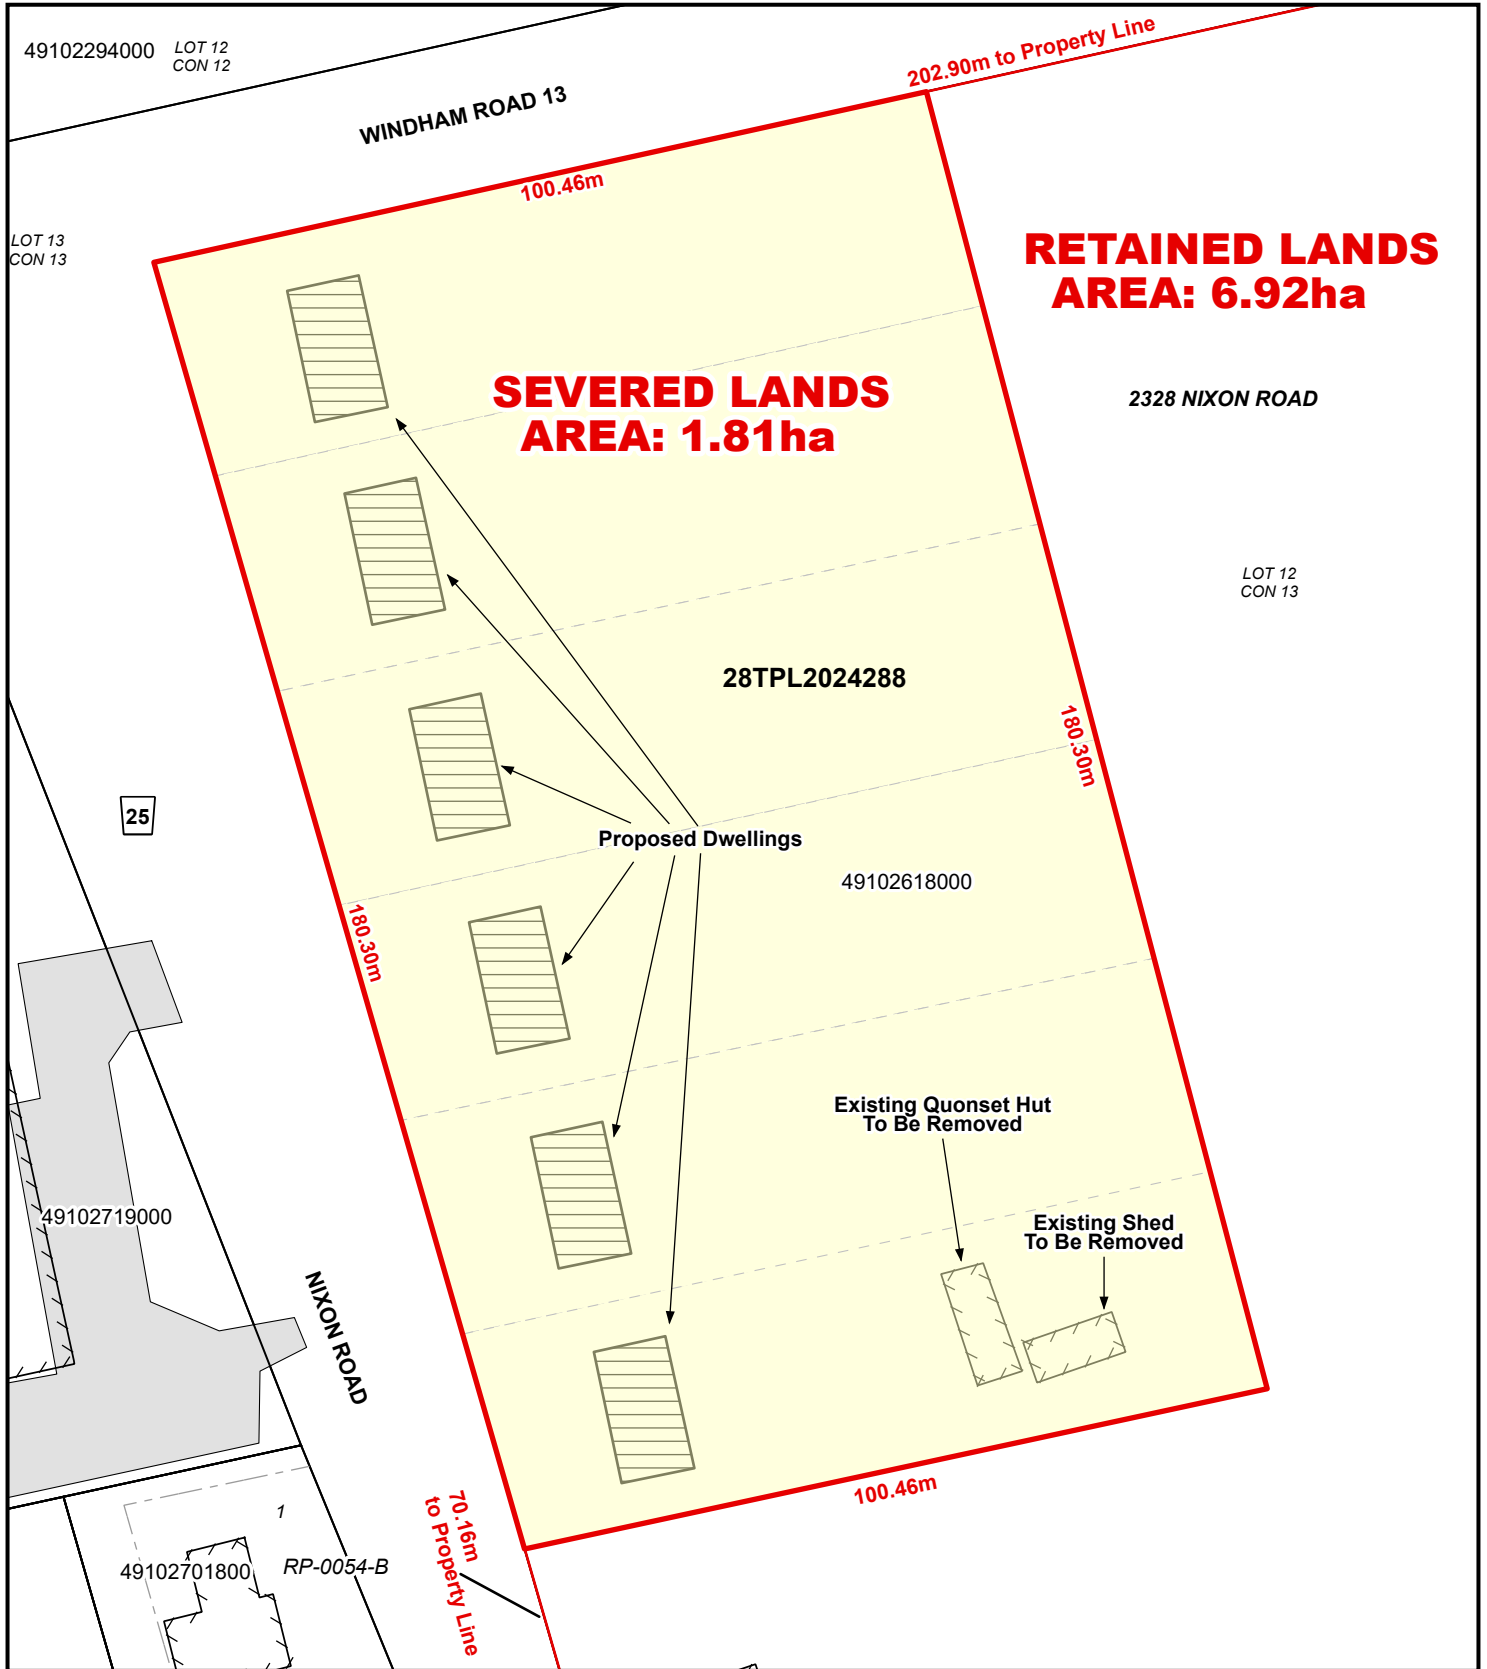 49102294000
LOT 12
CON 12
WINDHAM ROAD 13
202.90m to Property Line
100.46m
LOT 13
CON 13
RETAINED LANDS
AREA: 6.92ha
SEVERED LANDS
AREA: 1.81ha
2328 NIXON ROAD
LOT 12
CON 13
28TPL2024288
180.30m
25
Proposed Dwellings
49102618000
180.30m
Existing Quonset Hut
To Be Removed
49102719000
Existing Shed
To Be Removed
NIXON ROAD
100.46m
70.16m
to Property Line
1
49102701800
RP-0054-B